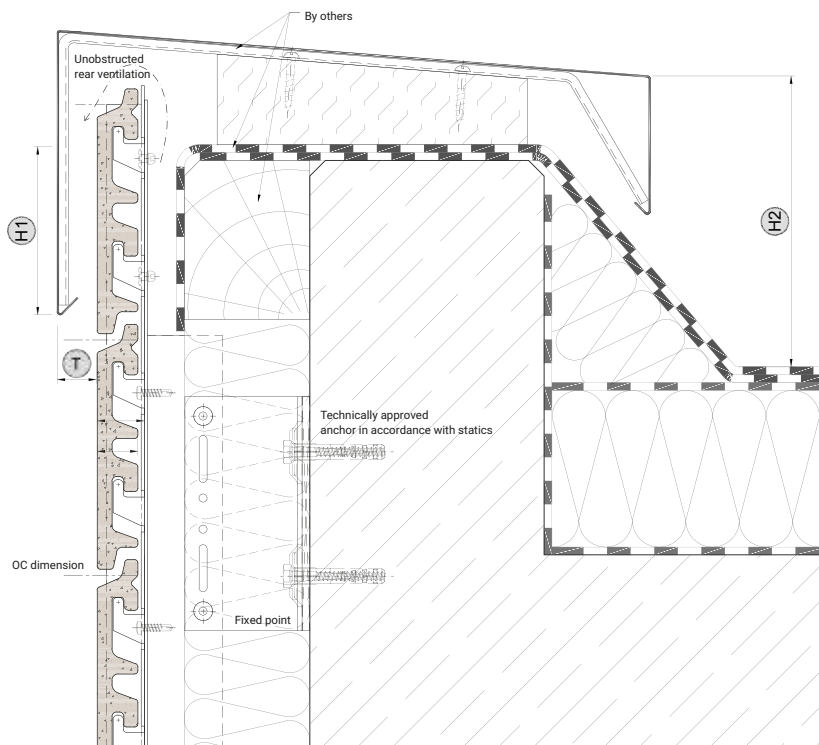 By others
Unobstructed
rear ventilation
H1
H2
T
Technically approved
anchor in accordance with statics
OC dimension
Fixed point